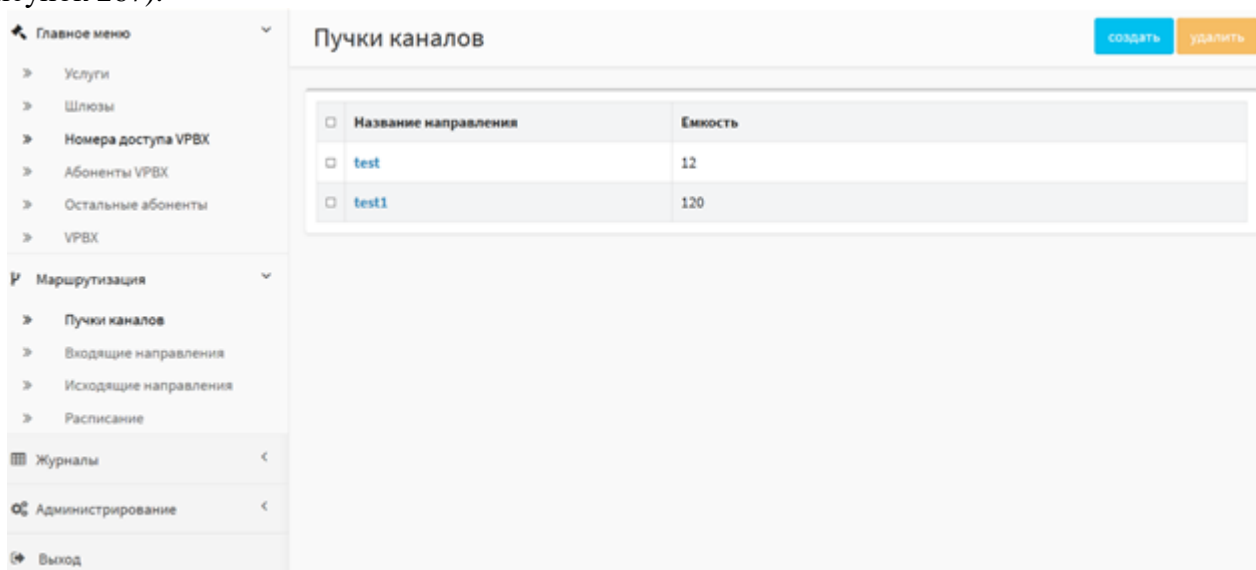 Главное меню
Услуги
Шлюзы
Номера доступа VPBX
Абоненты VPBX
Остальные абоненты
VPBX
Маршрутизация
Пучки каналов
Входящие направления
Исходящие направления
Расписание
Журналы
Администрирование
Выход
Пучки каналов
создать удалить
Название направления Емкость
test 12
test1 120